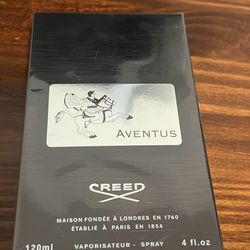 AVENTUS
CREED
MAISON FONDÉE À LONDRES EN 1760
ÉTABLIE À PARIS EN 1854
120ml VAPORISATEUR - SPRAY 4 fl.oz